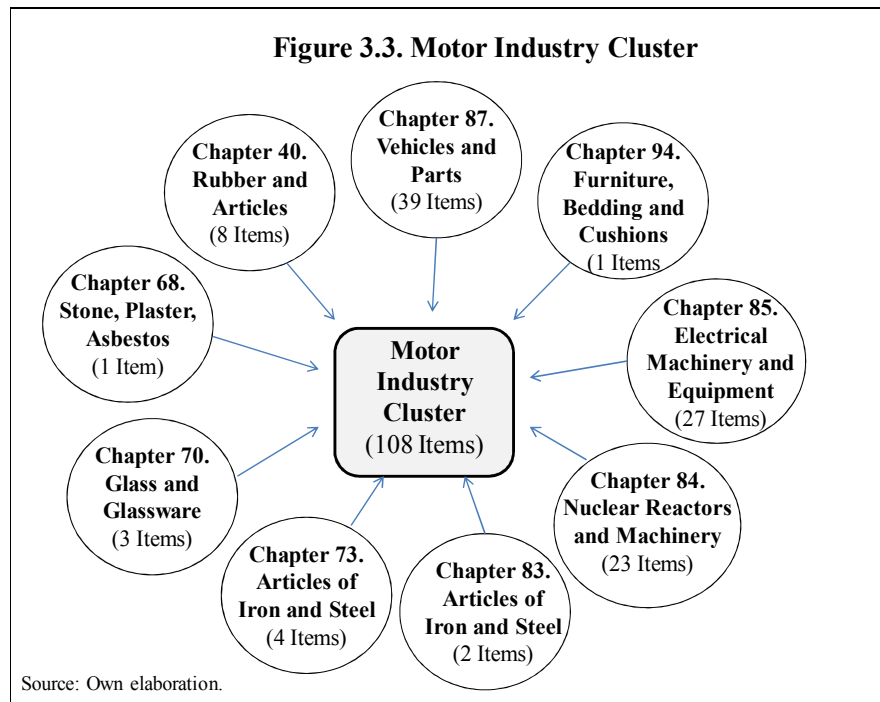 Figure 3.3. Motor Industry Cluster
Chapter 87.
Vehicles and
Parts
(39 Items)
Chapter 40.
Rubber and
Articles
(8 Items)
Chapter 94.
Furniture,
Bedding and
Cushions
(1 Items
Chapter 68.
Stone, Plaster,
Asbestos
(1 Item)
Chapter 85.
Electrical
Machinery and
Equipment
(27 Items)
Motor
Industry
Cluster
(108 Items)
Chapter 70.
Glass and
Glassware
(3 Items)
Chapter 84.
Nuclear Reactors
and Machinery
(23 Items)
Chapter 73.
Articles of
Iron and Steel
(4 Items)
Chapter 83.
Articles of
Iron and Steel
(2 Items)
Source: Own elaboration.